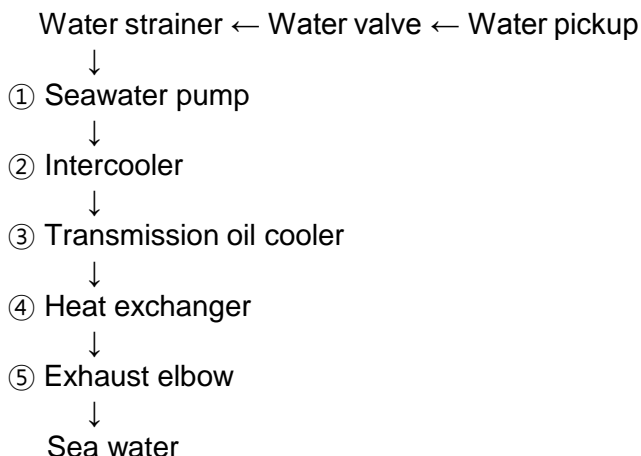 Water strainer ← Water valve ← Water pickup
↓
① Seawater pump
↓
② Intercooler
↓
③ Transmission oil cooler
↓
④ Heat exchanger
↓
⑤ Exhaust elbow
↓
Sea water